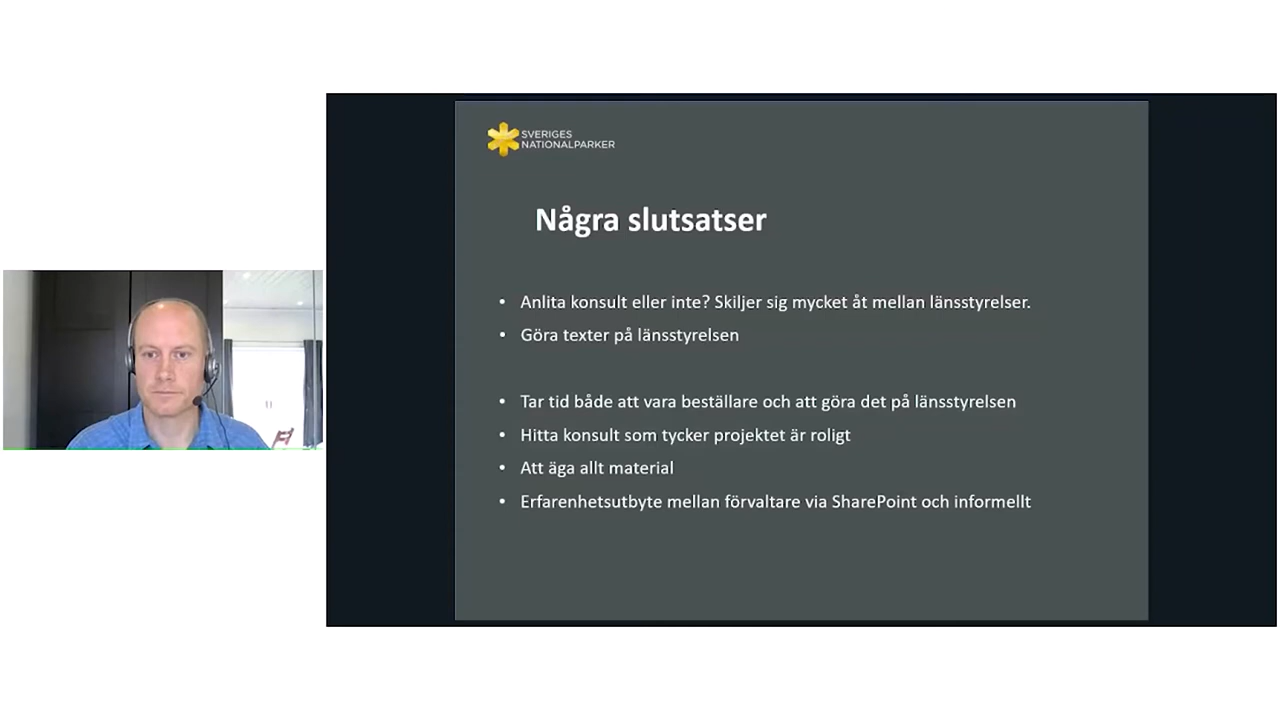 SVERIGES
NATIONALPARKER
Några slutsatser
• Anlita konsult eller inte? Skiljer sig mycket åt mellan länsstyrelser.
• Göra texter på länsstyrelsen
• Tar tid både att vara beställare och att göra det på länsstyrelsen
• Hitta konsult som tycker projektet är roligt
• Att äga allt material
• Erfarenhetsutbyte mellan förvaltare via SharePoint och informellt